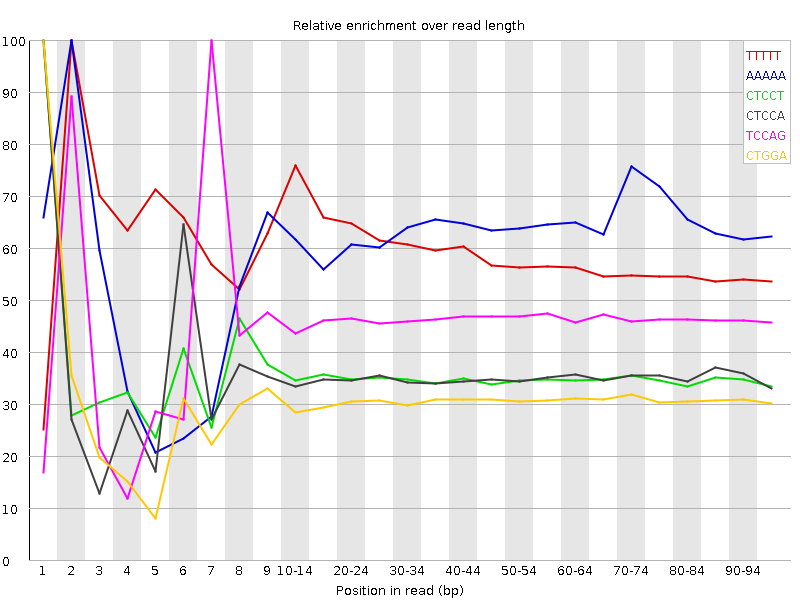 Relative enrichment over read length
100
90
80
70
60
50
40
30
20
10
0
TTTTT
AAAAA
CTCCT
CTCCA
TCCAG
CTGGA
1 2 3 4 5 6 7 8 9 10-14 20-24 30-34 40-44 50-54 60-64 70-74 80-84 90-94
Position in read (bp)